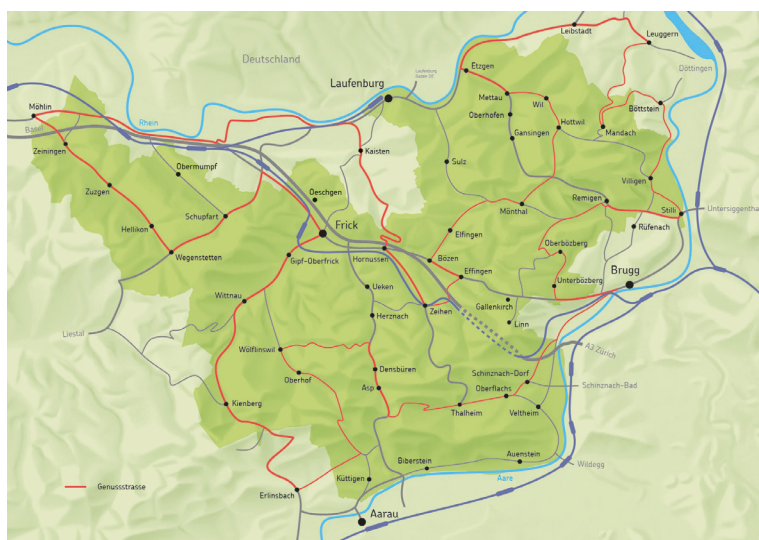 Leibstadt
Leuggern
Deutschland
Laufenburg
Baden (D)
Döttingen
Etzgen
Laufenburg
Mettau
Wil
Böttstein
Möhlin
Rhein
Oberhofen
Hottwil
Basel
Gansingen
Mandach
Zeiningen
Kaisten
Obermumpf
Sulz
Villigen
Zuzgen
Oeschgen
Remigen
Schupfart
Mönthal
Stilli
Untersiggenthal
Frick
Hellikon
Elfingen
Rüfenach
Oberbözberg
Wegenstetten
Gipf-Oberfrick
Hornussen
Bözen
Effingen
Brugg
Ueken
Unterbözberg
Wittnau
Gallenkirch
Herznach
Zeihen
Linn
Liestal
A3 Zürich
Wölflinswil
Densbüren
Schinznach-Dorf
Oberhof
Asp
Oberflachs
Schinznach-Bad
Kienberg
Thalheim
Veltheim
Biberstein
Auenstein
Wildegg
Küttigen
Aare
Genussstrasse
Erlinsbach
Aarau